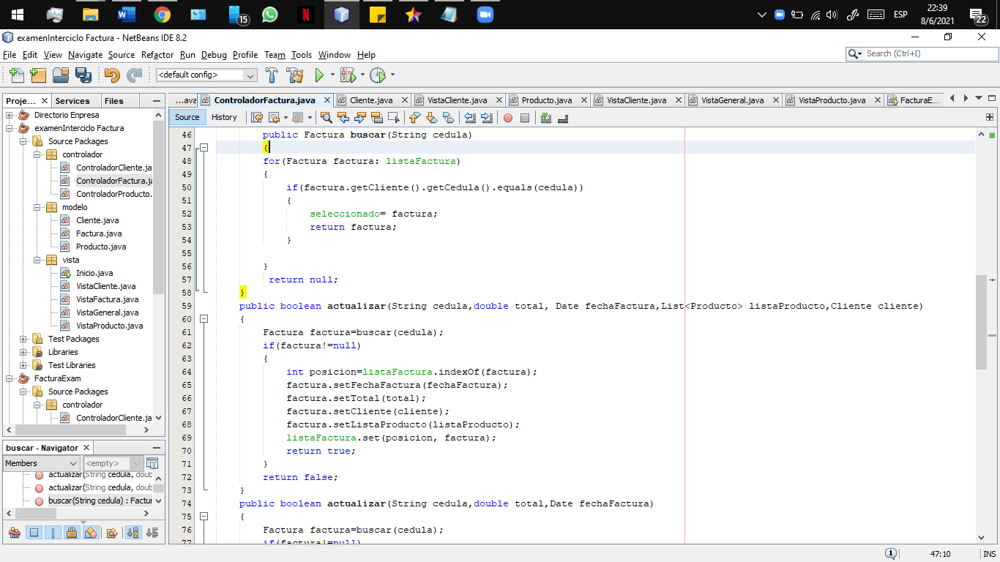 15
ESP
22:39
8/6/2021
22
examenInterciclo Factura - NetBeans IDE 8.2
File Edit View Navigate Source Refactor Run Debug Profile Team Tools Window Help
Search (Ctrl+I)
<default config>
Proje... Services Files
...ava ControladorFactura.java Cliente.java VistaCliente.java Producto.java VistaCliente.java VistaGeneral.java VistaProducto.java FacturaE...
Source History
Directorio Enpresa
examenInterciclo Factura
Source Packages
controlador
ControladorCliente.ja
ControladorFactura.ja
ControladorProducto.
modelo
Cliente.java
Factura.java
Producto.java
vista
Inicio.java
VistaCliente.java
VistaFactura.java
VistaGeneral.java
VistaProducto.java
Test Packages
Libraries
Test Libraries
FacturaExam
Source Packages
controlador
ControladorCliente.ja
buscar - Navigator
Members <empty>
actualizar(String cedula, doub
actualizar(String cedula, doub
buscar(String cedula) : Factur
46 public Factura buscar(String cedula)
47 {
48 for(Factura factura: listaFactura)
49 {
50 if(factura.getCliente().getCedula().equals(cedula))
51 {
52 seleccionado= factura;
53 return factura;
54 }
55
56 }
57 return null;
58 }
59 public boolean actualizar(String cedula,double total, Date fechaFactura,List<Producto> listaProducto,Cliente cliente)
60 {
61 Factura factura=buscar(cedula);
62 if(factura!=null)
63 {
64 int posicion=listaFactura.indexOf(factura);
65 factura.setFechaFactura(fechaFactura);
66 factura.setTotal(total);
67 factura.setCliente(cliente);
68 factura.setListaProducto(listaProducto);
69 listaFactura.set(posicion, factura);
70 return true;
71 }
72 return false;
73 }
74 public boolean actualizar(String cedula,double total,Date fechaFactura)
75 {
76 Factura factura=buscar(cedula);
77 if(factura!=null)
1
47:10
INS